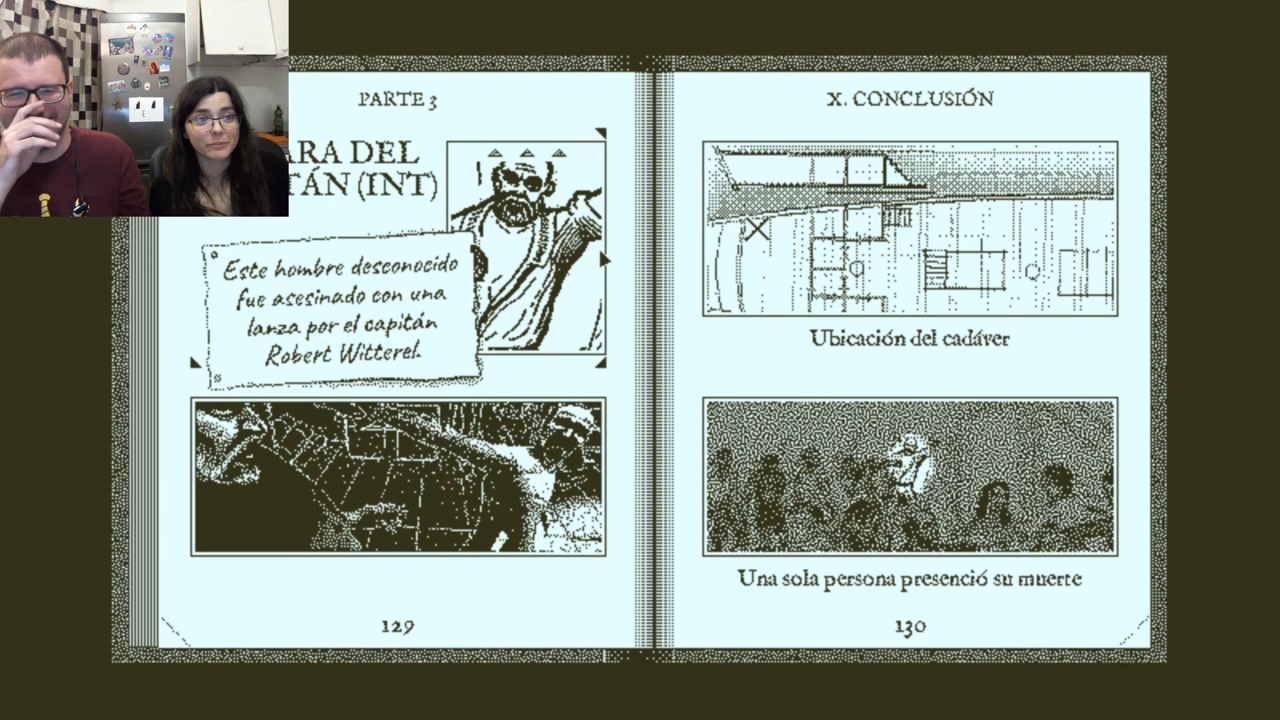 PARTE 3
ARA DEL
TÁN (INT)
Este hombre desconocido
fue asesinado con una
lanza por el capitán
Robert Witterel.
129
X. CONCLUSIÓN
Ubicación del cadáver
Una sola persona presenció su muerte
130